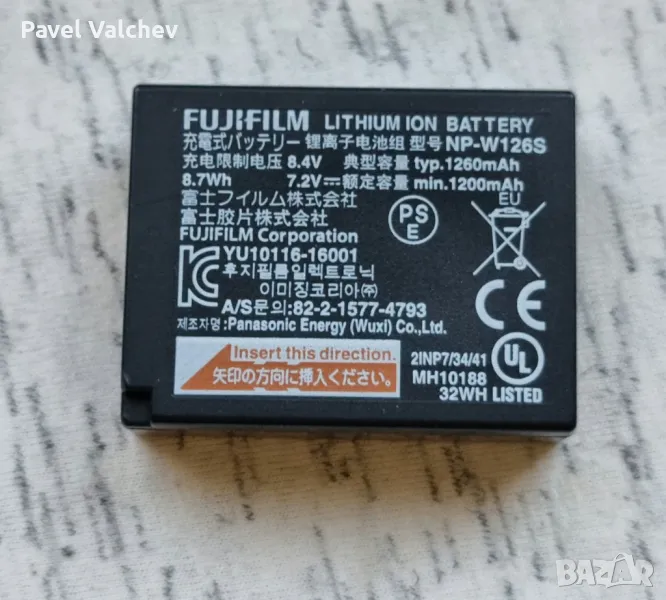 Pavel Valchev
FUJIFILM LITHIUM ION BATTERY
充電式バッテリー 锂离子电池组 型号 NP-W126S
充电限制电压 8.4V 典型容量 typ.1260mAh
8.7Wh 7.2V⎓ 额定容量 min.1200mAh
富士フイルム株式会社
富士胶片株式会社
FUJIFILM Corporation
PS
E
EU
YU10116-16001
후지필름일렉트로닉
이미징코리아㈜
A/S문의:82-2-1577-4793
제조자명:Panasonic Energy (Wuxi) Co.,Ltd.
CE
Insert this direction.
矢印の方向に挿入ください。
2INP7/34/41
MH10188
32WH
UL
LISTED
BAZAR